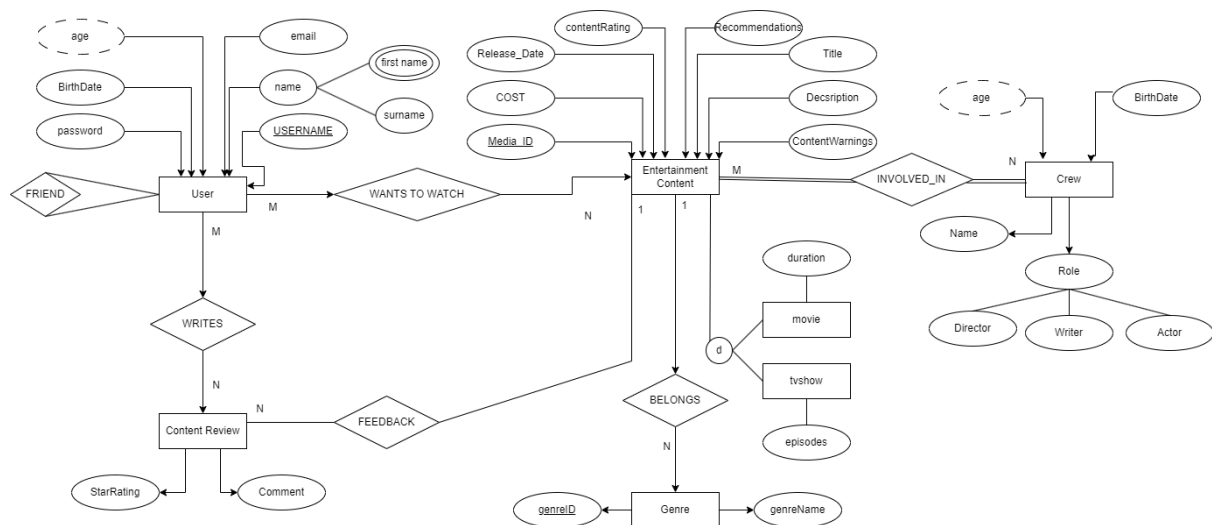 age
email
contentRating
Recommendations
first name
Release_Date
Title
BirthDate
name
COST
Decsription
age
BirthDate
password
USERNAME
surname
Media_ID
ContentWarnings
FRIEND
User
M
WANTS TO WATCH
N
Entertainment
Content
M
INVOLVED_IN
N
Crew
M
1
1
Name
duration
Role
WRITES
movie
Director
Writer
Actor
d
tvshow
N
N
FEEDBACK
BELONGS
Content Review
N
episodes
StarRating
Comment
genreID
Genre
genreName